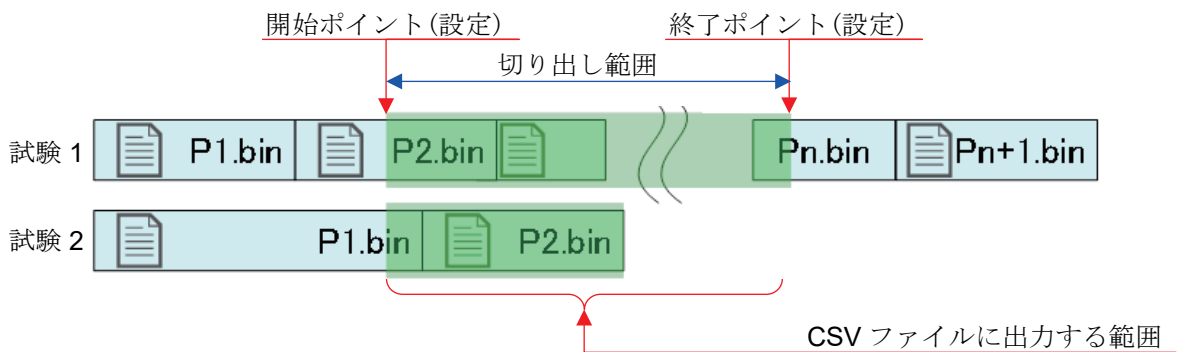 開始ポイント(設定)
終了ポイント(設定)
切り出し範囲
試験 1
P1.bin
P2.bin
Pn.bin
Pn+1.bin
試験 2
P1.bin
P2.bin
CSV ファイルに出力する範囲